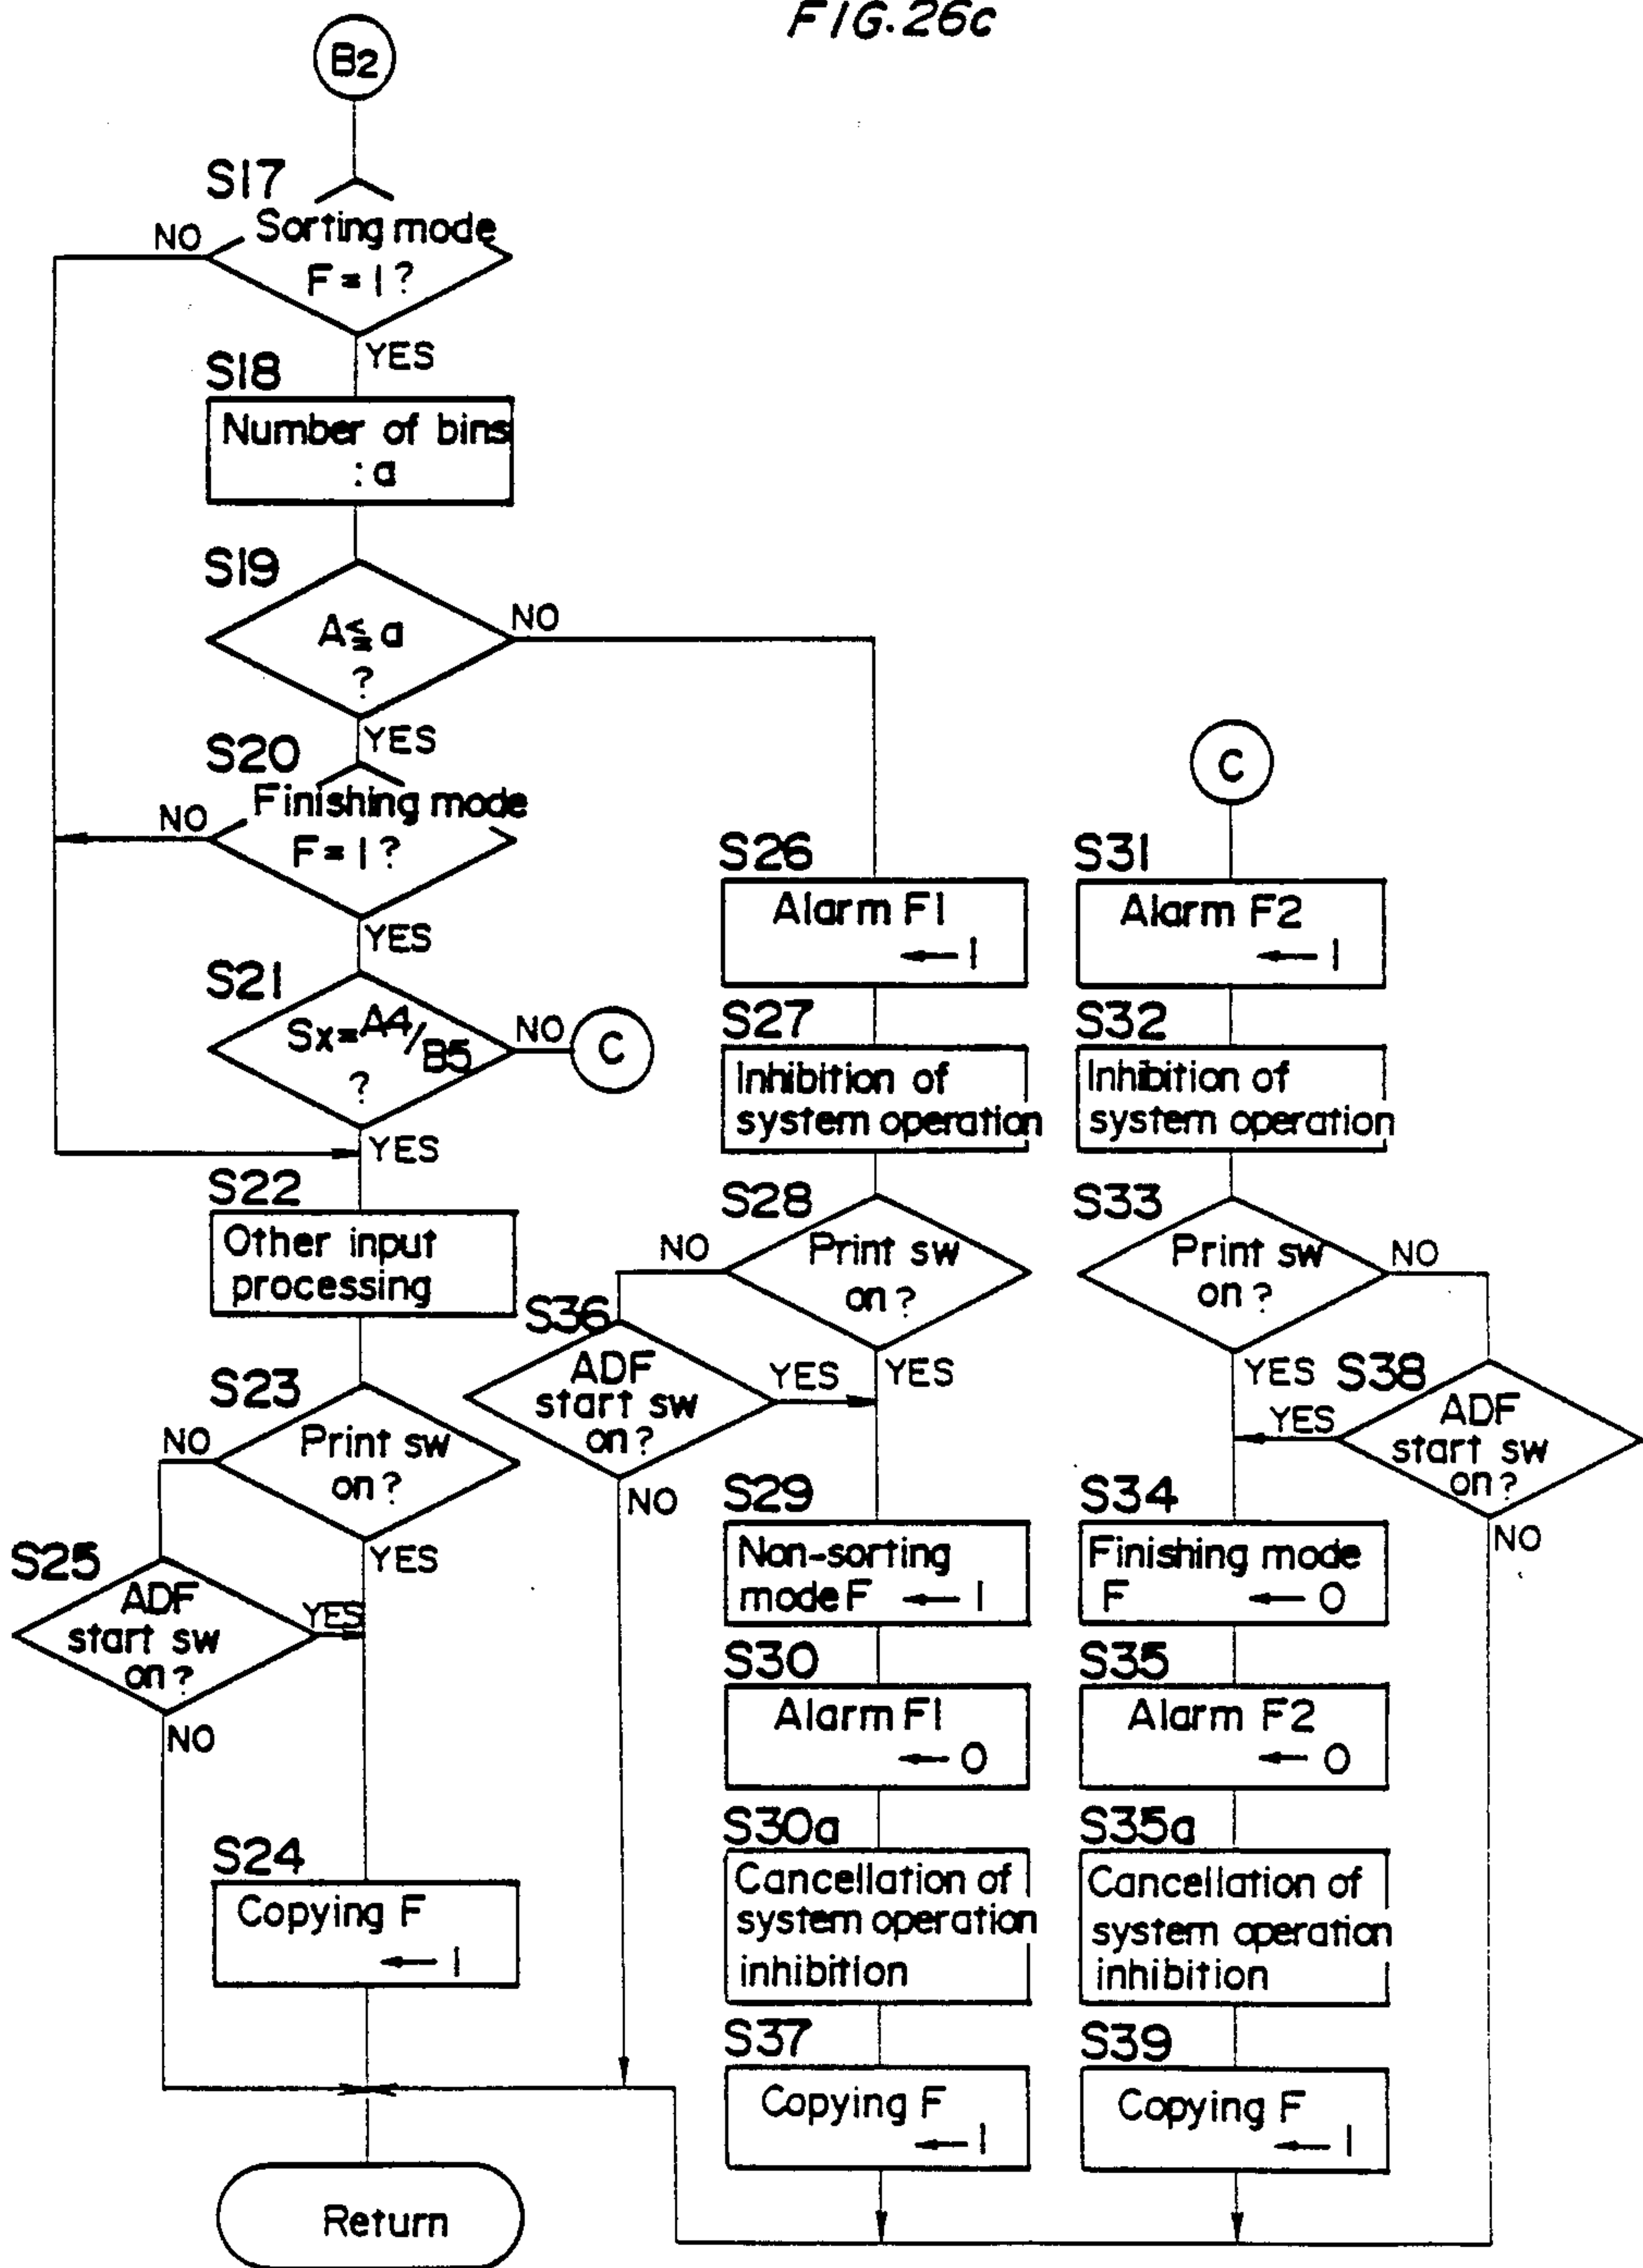 FIG.26c
B2
S17
Sorting mode
F=1?
NO
YES
S18
Number of bins
:a
S19
A≦a
?
NO
YES
S20
Finishing mode
F=1?
NO
YES
S21
Sx=A4/B5
?
NO
C
YES
S22
Other input
processing
S23
Print sw
on?
NO
YES
S25
ADF
start sw
on?
YES
NO
S24
Copying F
←1
Return
S26
Alarm F1
←1
S27
Inhibition of
system operation
S28
Print sw
on?
NO
YES
S36
ADF
start sw
on?
YES
NO
S29
Non-sorting
mode F ←1
S30
Alarm F1
←0
S30a
Cancellation of
system operation
inhibition
S37
Copying F
←1
C
S31
Alarm F2
←1
S32
Inhibition of
system operation
S33
Print sw
on?
NO
YES
S38
ADF
start sw
on?
YES
NO
S34
Finishing mode
F ←0
S35
Alarm F2
←0
S35a
Cancellation of
system operation
inhibition
S39
Copying F
←1